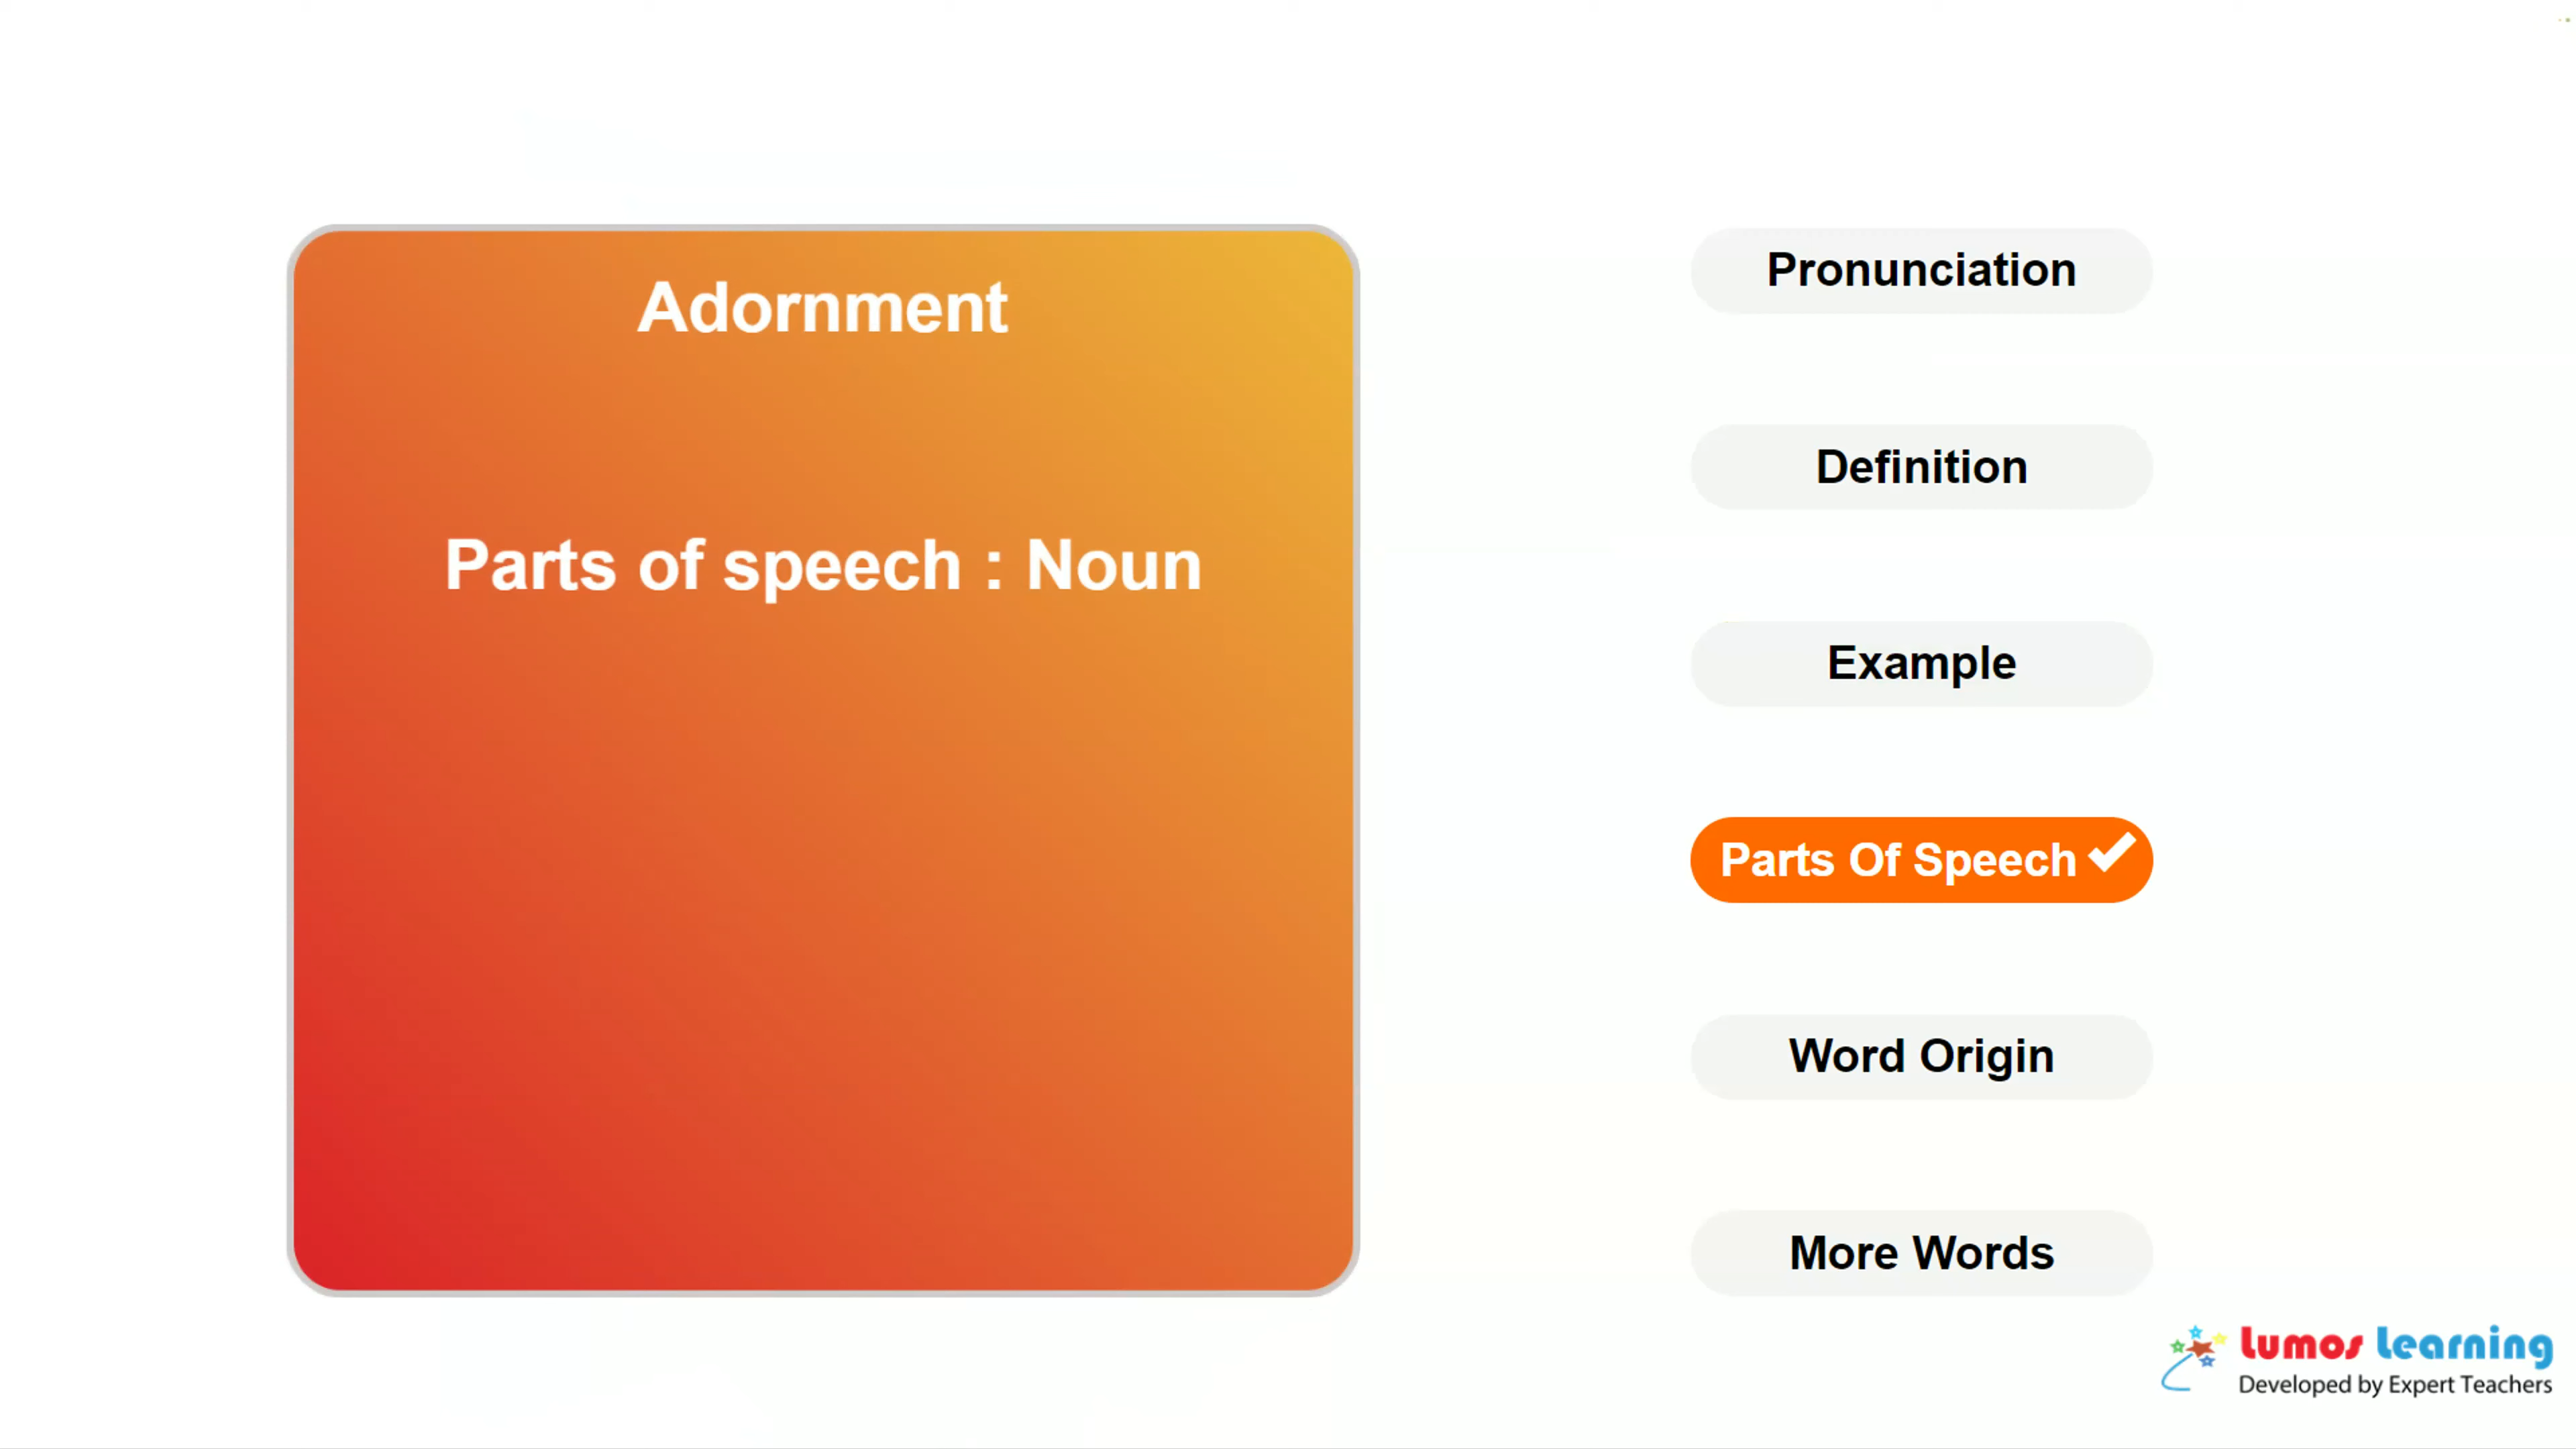 Adornment
Parts of speech : Noun
Pronunciation
Definition
Example
Parts Of Speech
Word Origin
More Words
Lumos Learning
Developed by Expert Teachers